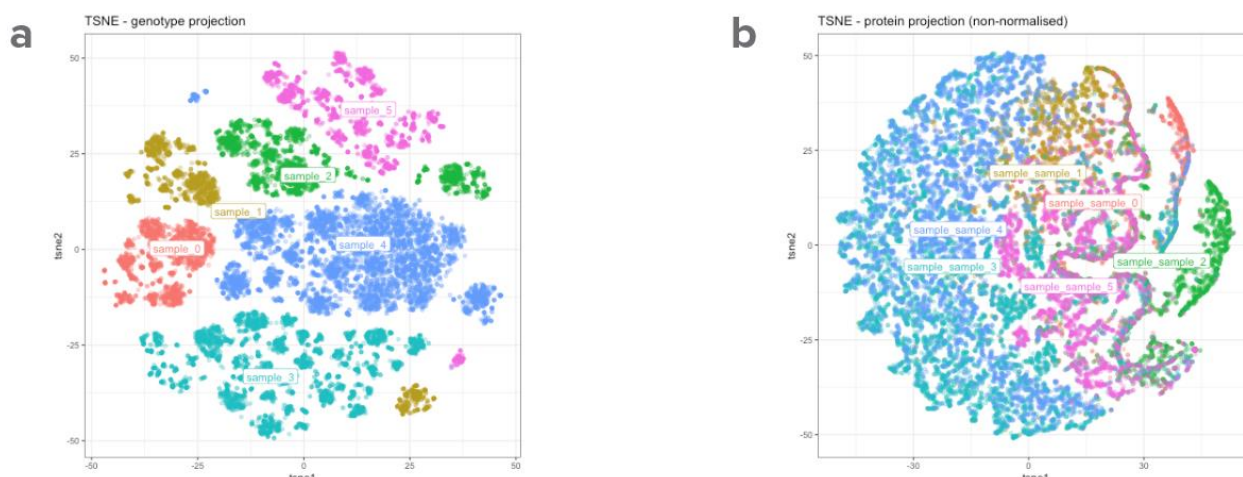 a
TSNE - genotype projection
50
25
0
-25
-50
tsne2
sample_5
sample_2
sample_1
sample_0
sample_4
sample_3
-50
-25
0
25
50
tsne1
b
TSNE - protein projection (non-normalised)
50
25
0
-25
-50
tsne2
sample_sample_1
sample_sample_0
sample_sample_4
sample_sample_2
sample_sample_3
sample_sample_5
-30
0
30
tsne1